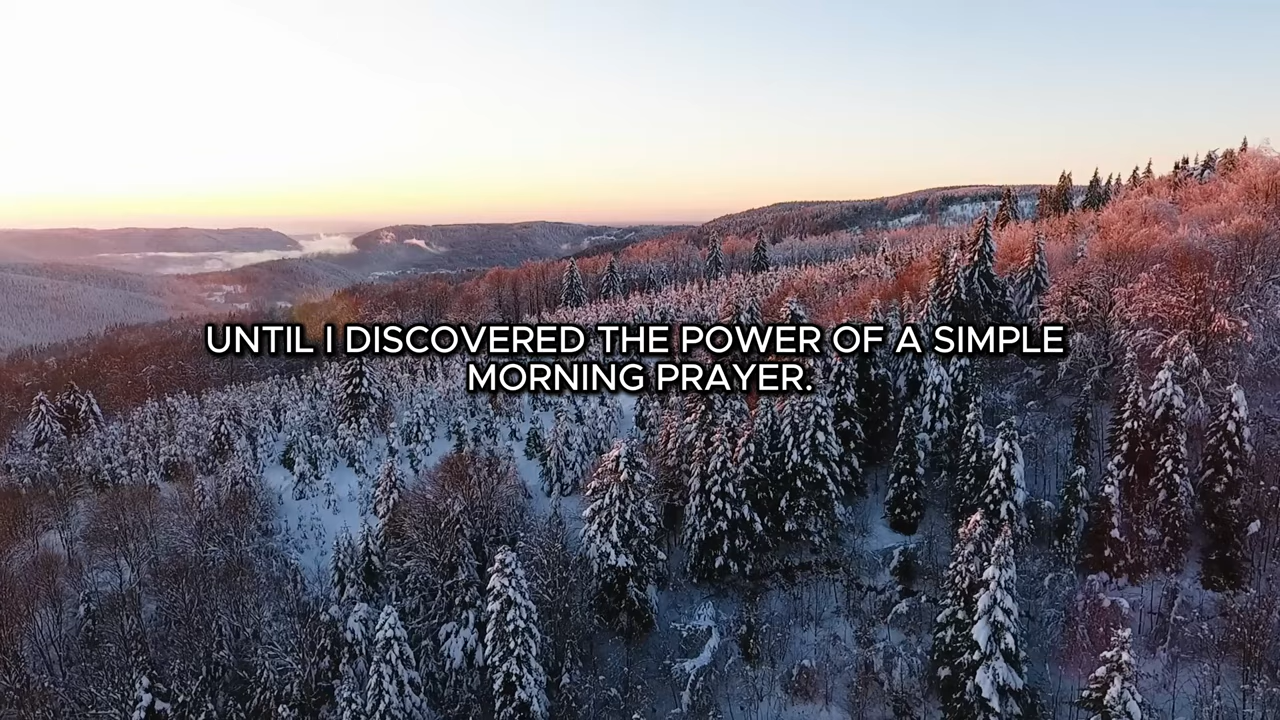 UNTIL I DISCOVERED THE POWER OF A SIMPLE
MORNING PRAYER.